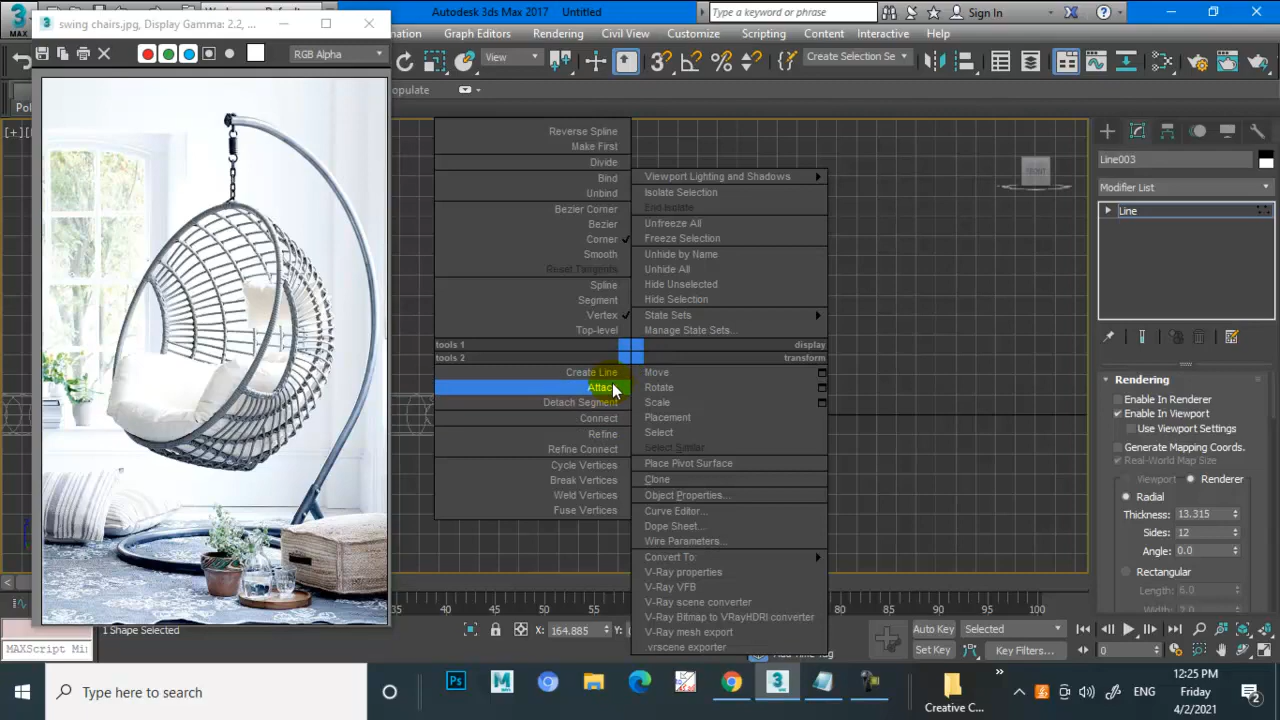 swing chairs.jpg, Display Gamma: 2.2, ...
Autodesk 3ds Max 2017 Untitled
Type a keyword or phrase
Sign In
MAX
RGB Alpha
Graph Editors
Rendering
Civil View
Customize
Scripting
Content
Interactive
Help
View
Create Selection Se
opulate
[+]
Reverse Spline
Make First
Divide
Bind
Unbind
Bezier Corner
Bezier
Corner
Smooth
Reset Tangents
Spline
Segment
Vertex
Top-level
tools 1
tools 2
Create Line
Attach
Detach Segment
Connect
Refine
Refine Connect
Cycle Vertices
Break Vertices
Weld Vertices
Fuse Vertices
Viewport Lighting and Shadows
Isolate Selection
End Isolate
Unfreeze All
Freeze Selection
Unhide by Name
Unhide All
Hide Unselected
Hide Selection
State Sets
Manage State Sets...
display
transform
Move
Rotate
Scale
Placement
Select
Select Similar
Place Pivot Surface
Clone
Object Properties...
Curve Editor...
Dope Sheet...
Wire Parameters...
Convert To:
V-Ray properties
V-Ray VFB
V-Ray scene converter
V-Ray Bitmap to VRayHDRI converter
V-Ray mesh export
.vrscene exporter
FRONT
Line003
Modifier List
Line
Rendering
Enable In Renderer
Enable In Viewport
Use Viewport Settings
Generate Mapping Coords.
Real-World Map Size
Viewport
Renderer
Radial
Thickness: 13.315
Sides: 12
Angle: 0.0
Rectangular
Length: 6.0
35 40 45 50 55 80 85 90 95 100
1 Shape Selected
MAXScript Mi
X: 164.885
Y:
Add Time Tag
Auto Key
Selected
Set Key
Key Filters...
0
Type here to search
Ps
Creative C...
ENG
12:25 PM
Friday
4/2/2021
2